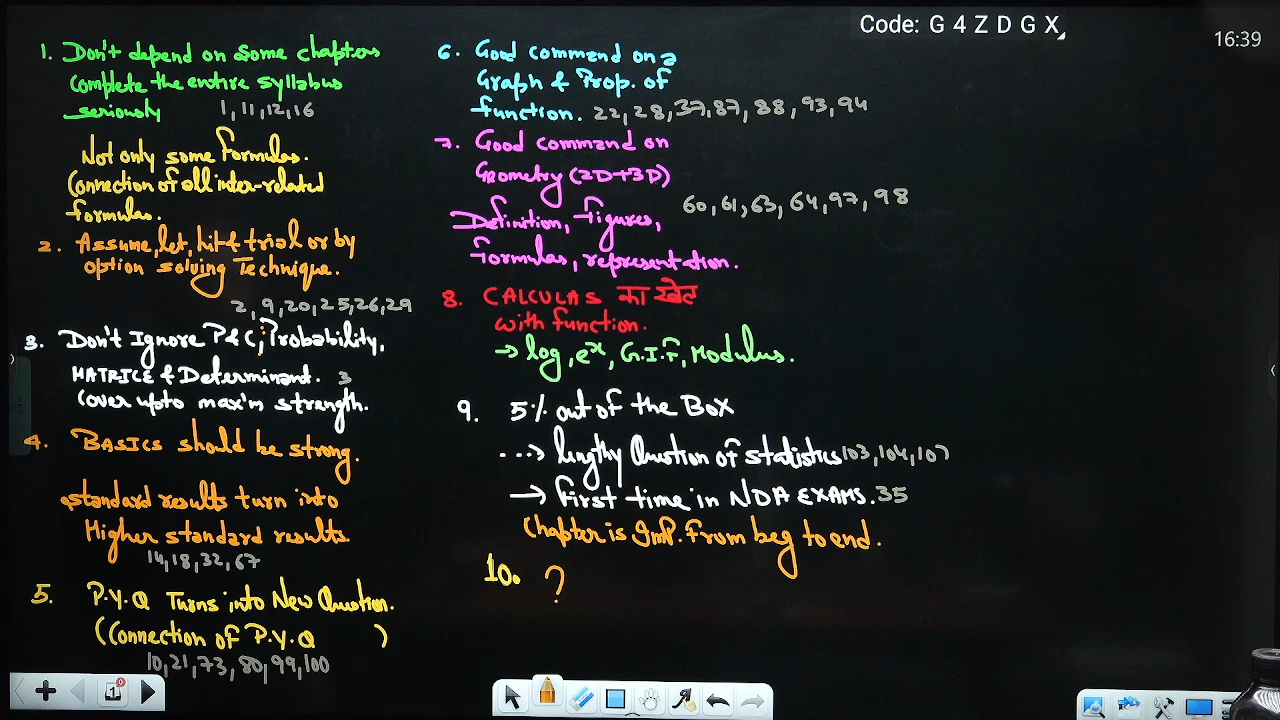 Code: G 4 Z D G X
16:39
1. Don't depend on some chapters
Complete the entire syllabus
seriously 1, 11, 12, 16
Not only some formulas.
Connection of all inter-related
formulas.
2. Assume, let, hit & trial or by
option solving Technique.
2, 9, 20, 25, 26, 29
3. Don't Ignore P & C, Probability,
MATRICE & Determinant. 3
Cover upto max'm strength.
4. BASICS should be strong.
standard results turn into
Higher standard results.
14, 18, 32, 67
5. P.Y.Q Turns into New Question.
(Connection of P.Y.Q )
10, 21, 73, 80, 99, 100
6. Good command on a
Graph & Prop. of
function. 22, 28, 37, 87, 88, 93, 94
7. Good command on
Geometry (2D+3D)
60, 61, 63, 64, 97, 98
Definition, figures,
formulas, representation.
8. CALCULAS का खेल
with function.
→ log, e^x, G.I.F, Modulus.
9. 5% out of the BOX
...→ lengthy Question of statistics 103, 104, 107
→ first time in NDA EXAMS. 35
Chapter is Imp. from beg to end.
10. ?
1
0